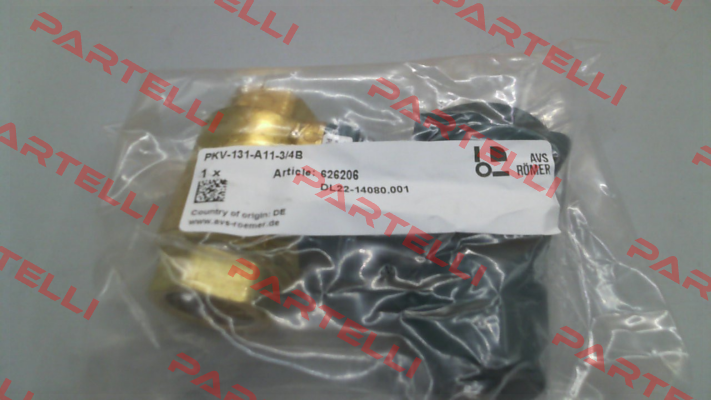 PARTELLI
PARTELLI
PARTELLI
PARTELLI
PARTELLI
PARTELLI
PARTELLI
PKV-131-A11-3/4B
1 x
Article: 626206
DL22-14080.001
AVS
RÖMER
Country of origin: DE
www.avs-roemer.de
PARTELLI
PARTELLI